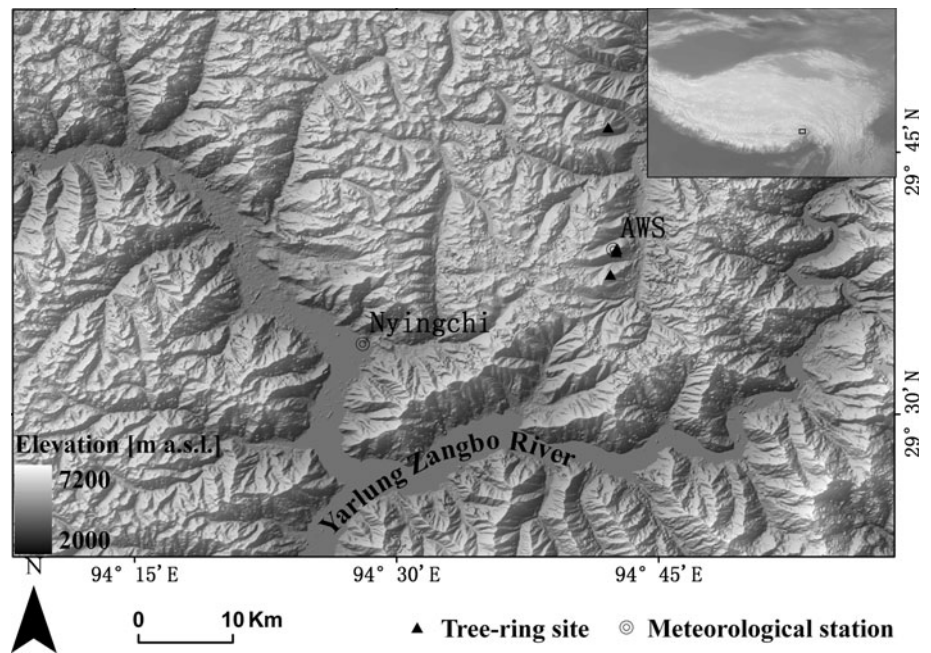 29° 45′ N
AWS
Nyingchi
29° 30′ N
Elevation [m a.s.l.]
7200
2000
Yarlung Zangbo River
N
94° 15′ E
94° 30′ E
94° 45′ E
0 10 Km
Tree-ring site
Meteorological station